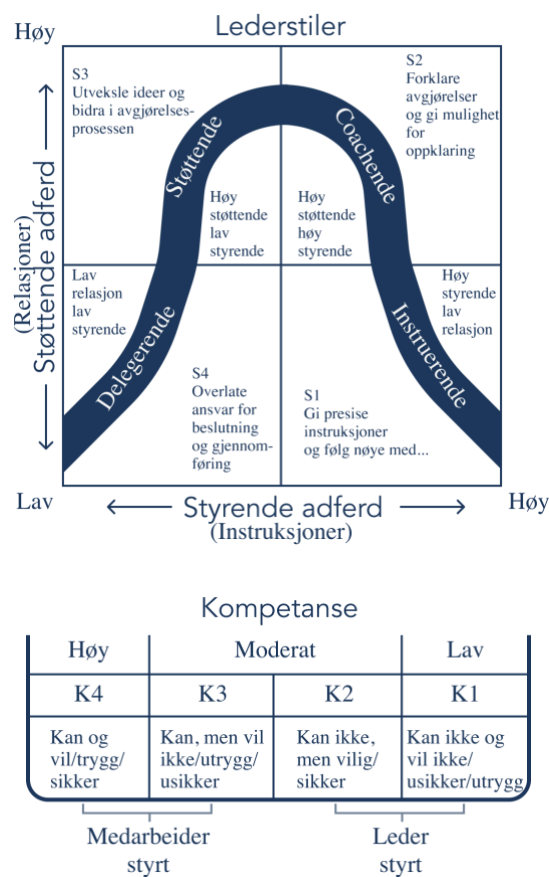 Lederstiler
Høy
S3
Utveksle ideer og
bidra i avgjørelses-
prosessen
S2
Forklare
avgjørelser
og gi mulighet
for
oppklaring
Støttende
Coachende
Høy
støttende
lav
styrende
Høy
støttende
høy
styrende
Støttende adferd
(Relasjoner)
Lav
relasjon
lav
styrende
Høy
styrende
lav
relasjon
Delegerende
Instruerende
S4
Overlate
ansvar for
beslutning
og gjennom-
føring
S1
Gi presise
instruksjoner
og følg nøye med...
Lav
Styrende adferd
(Instruksjoner)
Høy
Kompetanse
Høy
Moderat
Lav
K4
K3
K2
K1
Kan og
vil/trygg/
sikker
Kan, men vil
ikke/utrygg/
usikker
Kan ikke,
men vilig/
sikker
Kan ikke og
vil ikke/
usikker/utrygg
Medarbeider
styrt
Leder
styrt